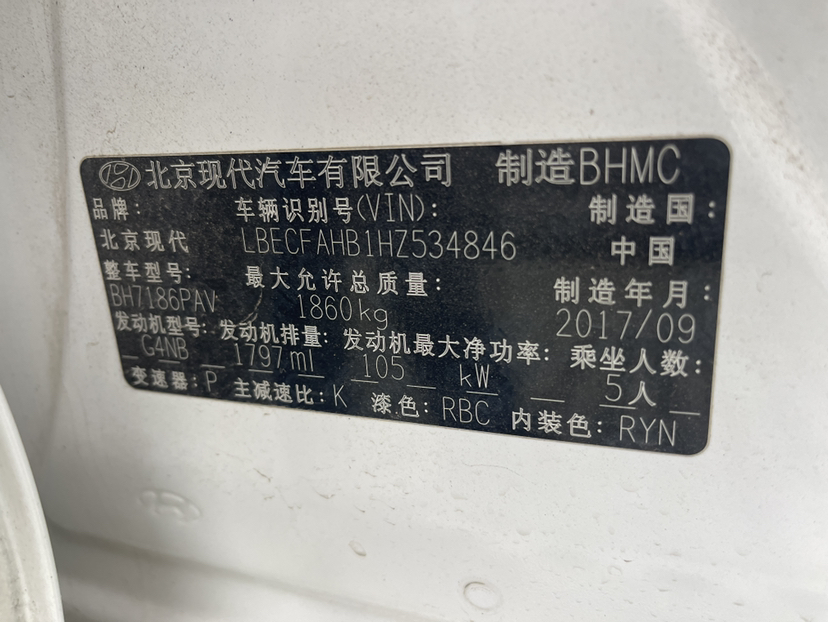 北京现代汽车有限公司 制造BHMC
品牌: 车辆识别号(VIN): 制造国:
北京现代 LBECFAHB1HZ534846 中国
整车型号: 最大允许总质量: 制造年月:
BH7186PAV 1860kg 2017/09
发动机型号: 发动机排量: 发动机最大净功率: 乘坐人数:
G4NB 1797ml 105 kW 5人
变速器: P 主减速比: K 漆色: RBC 内装色: RYN